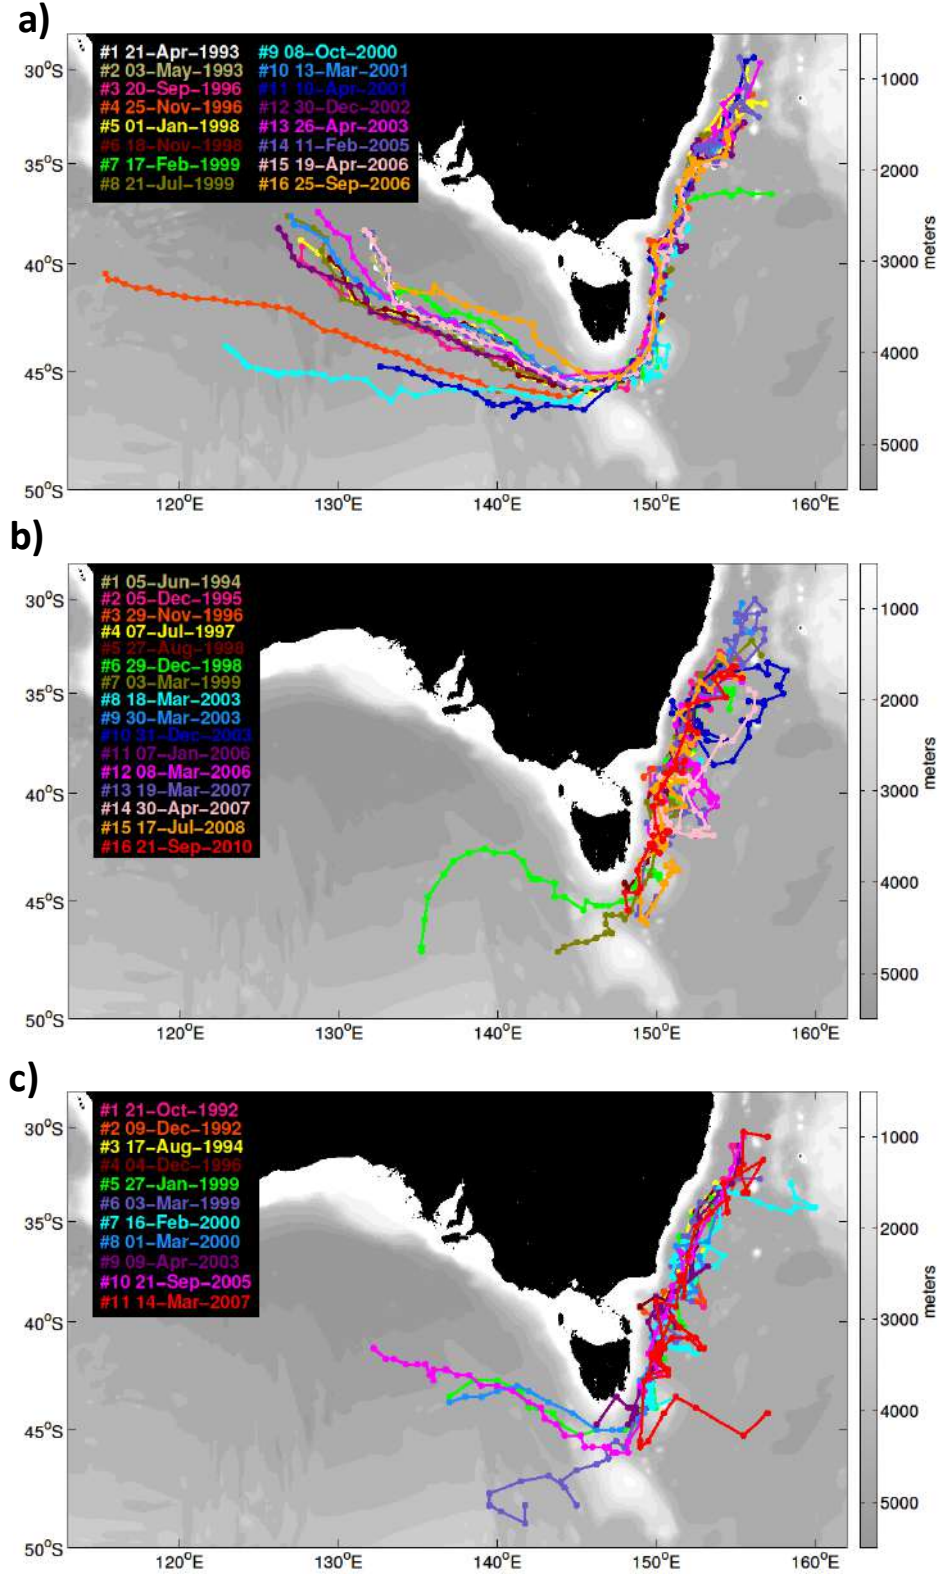 a)
#1 21-Apr-1993 #9 08-Oct-2000
#2 03-May-1993 #10 13-Mar-2001
#3 20-Sep-1996 #11 10-Apr-2001
#4 25-Nov-1996 #12 30-Dec-2002
#5 01-Jan-1998 #13 26-Apr-2003
#6 18-Nov-1998 #14 11-Feb-2005
#7 17-Feb-1999 #15 19-Apr-2006
#8 21-Jul-1999 #16 25-Sep-2006
30°S
35°S
40°S
45°S
50°S
120°E 130°E 140°E 150°E 160°E
1000
2000
3000
4000
5000
meters
b)
#1 05-Jun-1994
#2 05-Dec-1995
#3 29-Nov-1996
#4 07-Jul-1997
#5 27-Aug-1998
#6 29-Dec-1998
#7 03-Mar-1999
#8 18-Mar-2003
#9 30-Mar-2003
#10 31-Dec-2003
#11 07-Jan-2006
#12 08-Mar-2006
#13 19-Mar-2007
#14 30-Apr-2007
#15 17-Jul-2008
#16 21-Sep-2010
30°S
35°S
40°S
45°S
50°S
120°E 130°E 140°E 150°E 160°E
1000
2000
3000
4000
5000
meters
c)
#1 21-Oct-1992
#2 09-Dec-1992
#3 17-Aug-1994
#4 04-Dec-1996
#5 27-Jan-1999
#6 03-Mar-1999
#7 16-Feb-2000
#8 01-Mar-2000
#9 09-Apr-2003
#10 21-Sep-2005
#11 14-Mar-2007
30°S
35°S
40°S
45°S
50°S
120°E 130°E 140°E 150°E 160°E
1000
2000
3000
4000
5000
meters